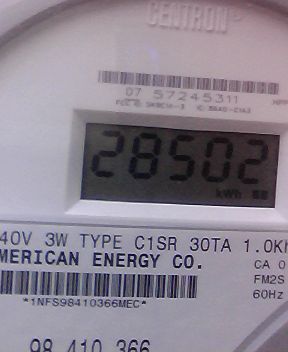 CENTRON
07 57245311
28502
kWh
40V 3W TYPE C1SR 30TA 1.0Kh
MERICAN ENERGY CO.
CA 0
FM2S
*1NFS98410366MEC*
60Hz
98 410 366